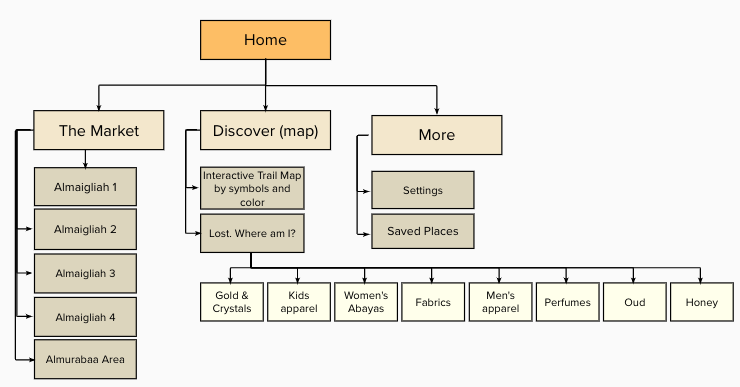 Home
The Market
Discover (map)
More
Almaigliah 1
Almaigliah 2
Almaigliah 3
Almaigliah 4
Almurabaa Area
Interactive Trail Map
by symbols and
color
Lost. Where am I?
Settings
Saved Places
Gold &
Crystals
Kids
apparel
Women's
Abayas
Fabrics
Men's
apparel
Perfumes
Oud
Honey